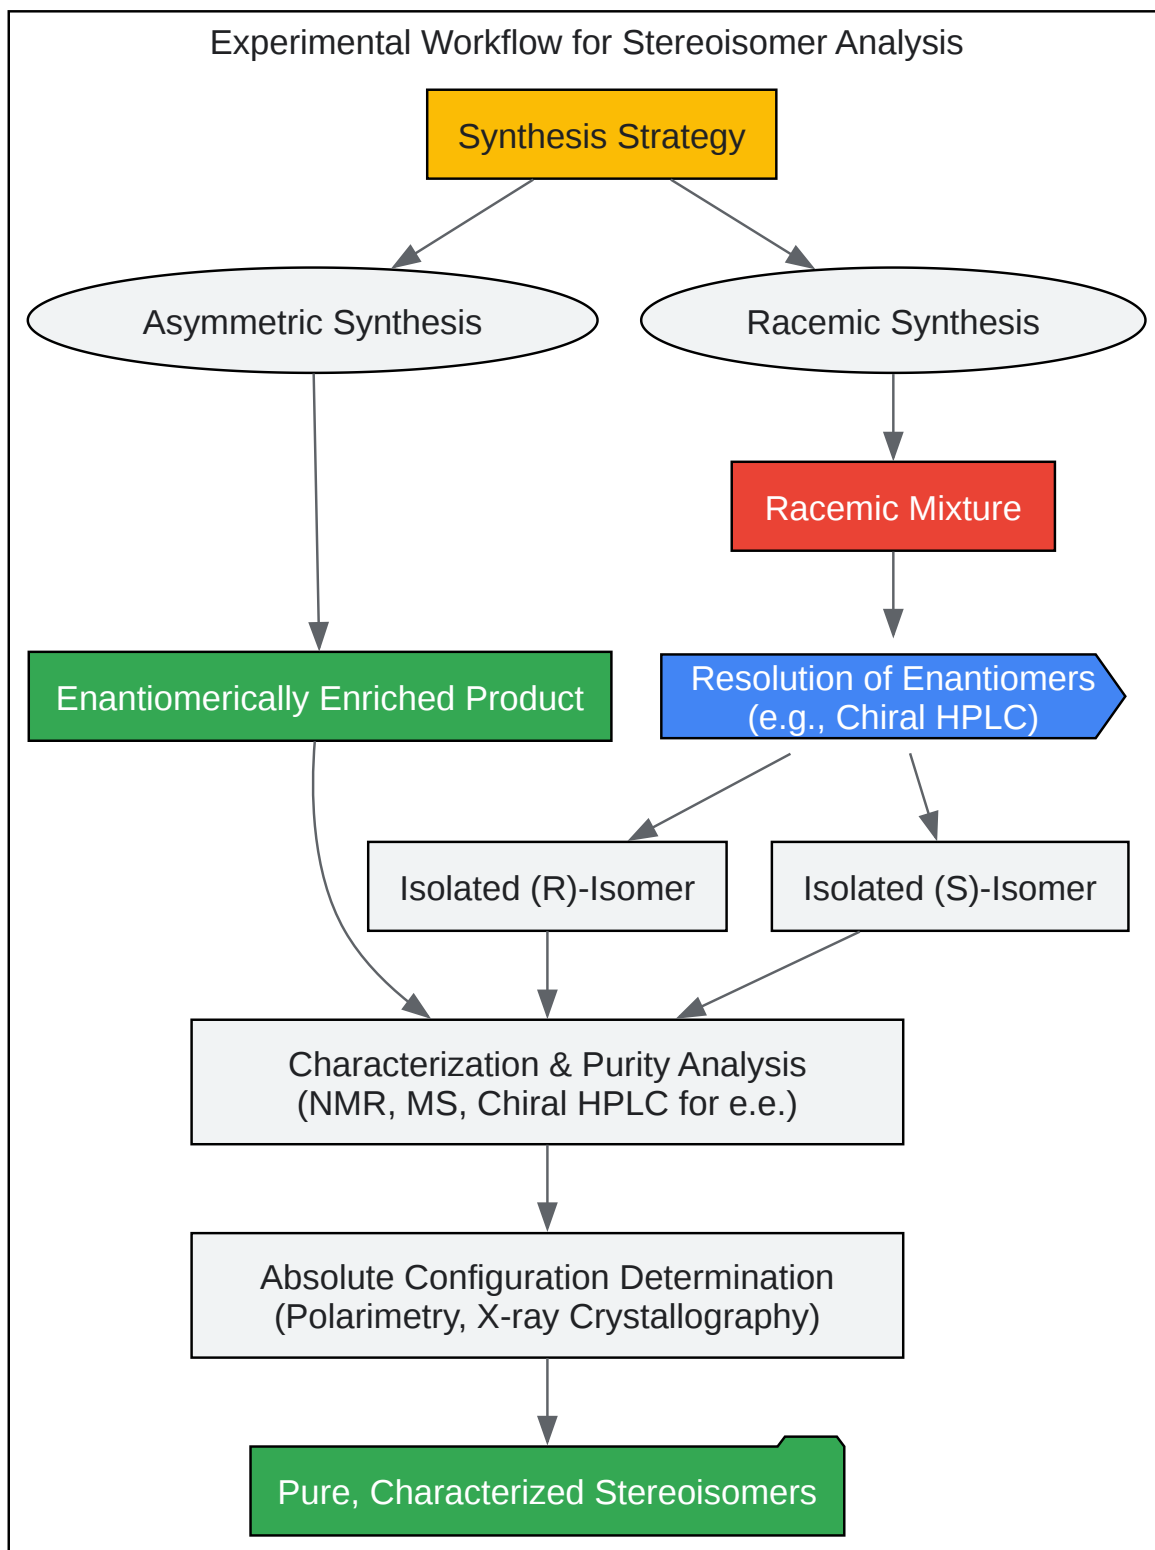 Experimental Workflow for Stereoisomer Analysis
Synthesis Strategy
Asymmetric Synthesis
Racemic Synthesis
Racemic Mixture
Enantiomerically Enriched Product
Resolution of Enantiomers
(e.g., Chiral HPLC)
Isolated (R)-Isomer
Isolated (S)-Isomer
Characterization & Purity Analysis
(NMR, MS, Chiral HPLC for e.e.)
Absolute Configuration Determination
(Polarimetry, X-ray Crystallography)
Pure, Characterized Stereoisomers